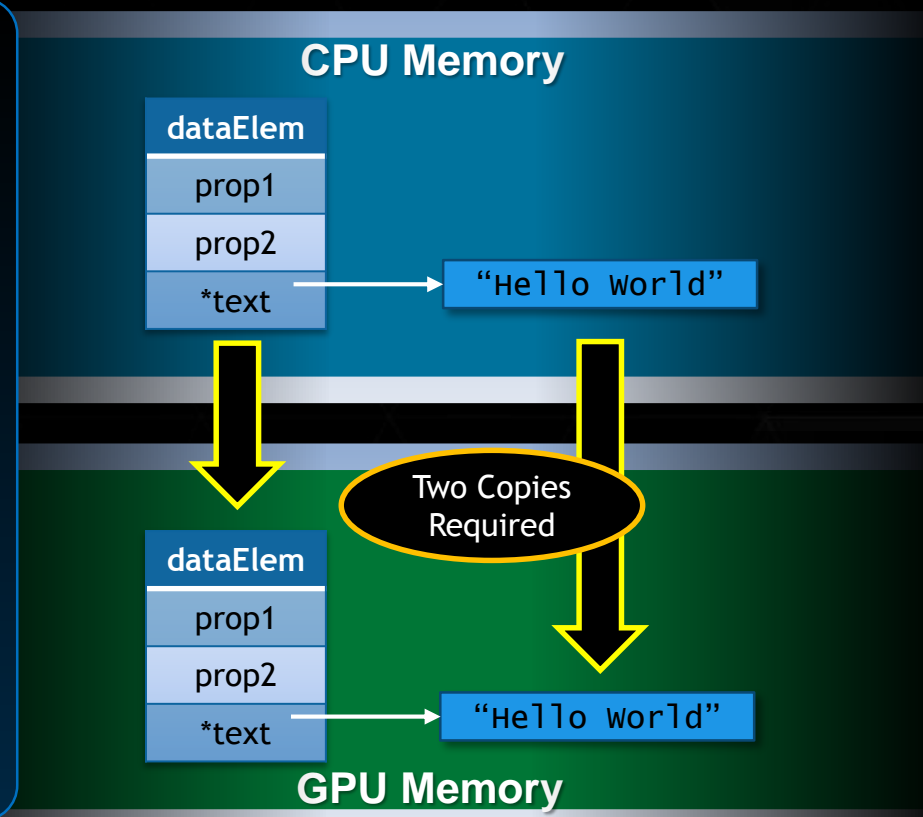 CPU Memory
dataElem
prop1
prop2
*text
“Hello World”
Two Copies
Required
dataElem
prop1
prop2
*text
“Hello World”
GPU Memory